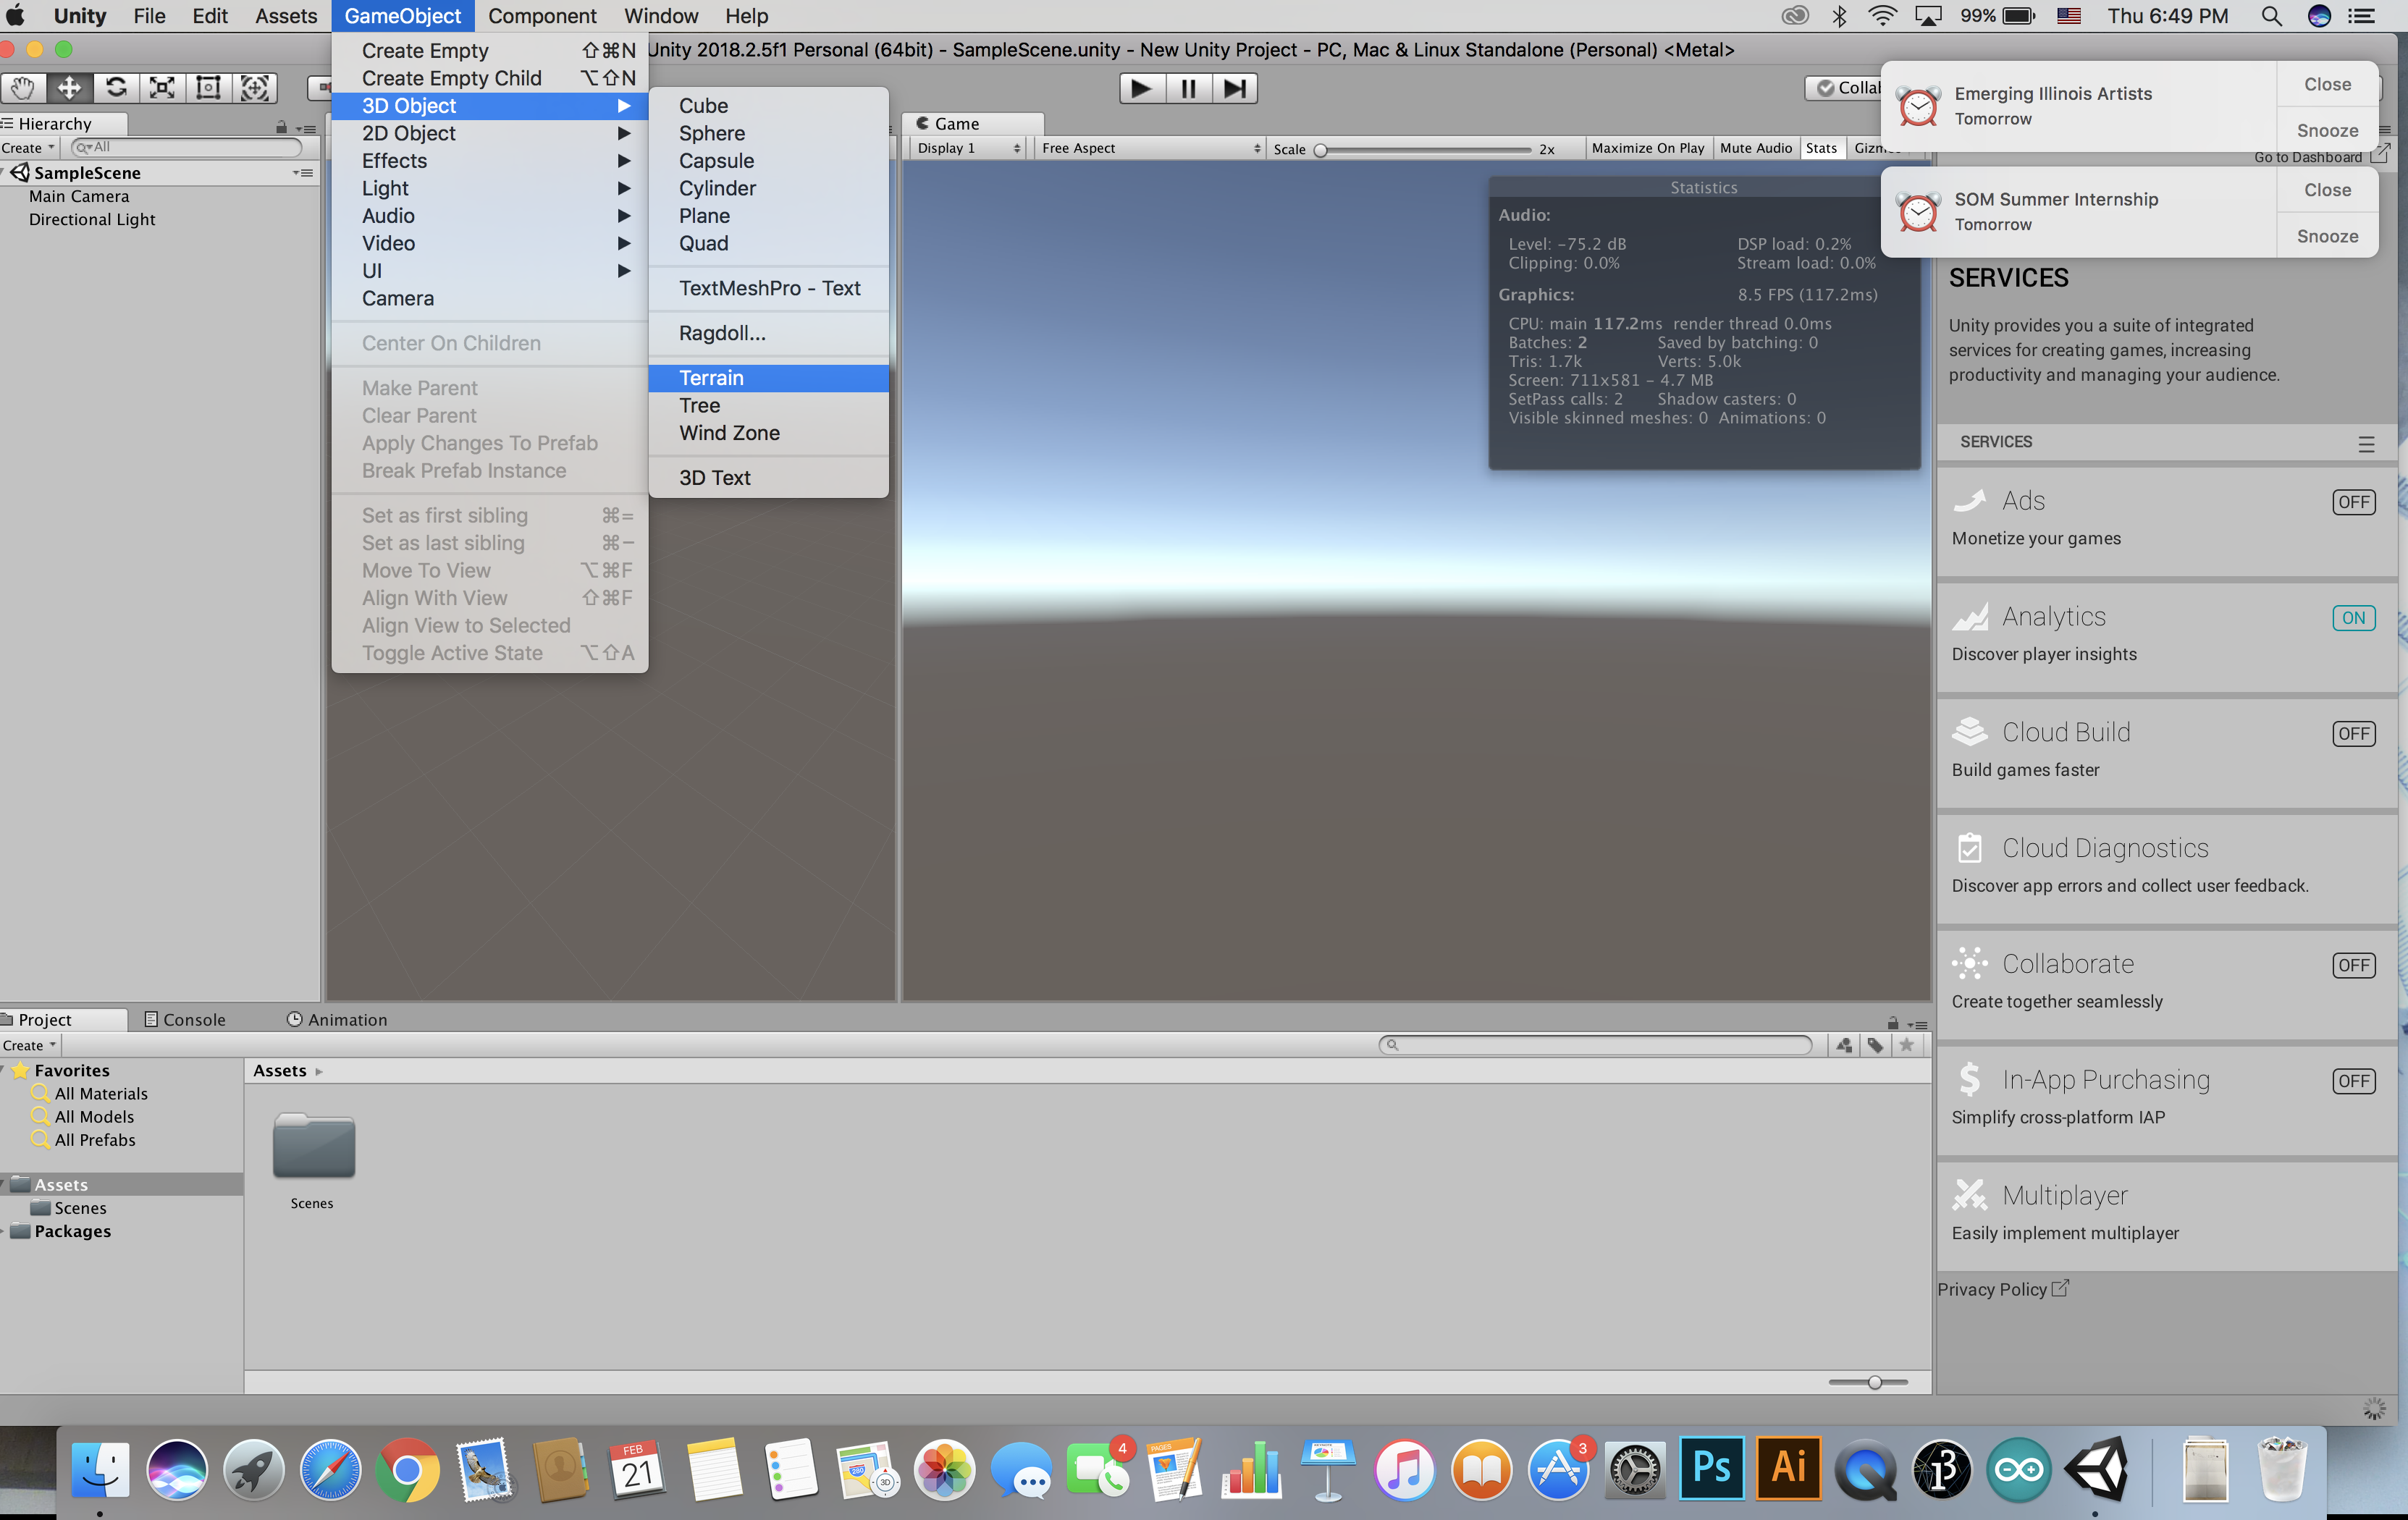 Unity File Edit Assets GameObject Component Window Help
99% Thu 6:49 PM
Unity 2018.2.5f1 Personal (64bit) - SampleScene.unity - New Unity Project - PC, Mac & Linux Standalone (Personal) <Metal>
Create Empty ⇧⌘N
Create Empty Child ⌥⇧N
3D Object
2D Object
Effects
Light
Audio
Video
UI
Camera
Center On Children
Make Parent
Clear Parent
Apply Changes To Prefab
Break Prefab Instance
Set as first sibling ⌘=
Set as last sibling ⌘−
Move To View ⌥⌘F
Align With View ⇧⌘F
Align View to Selected
Toggle Active State ⌥⇧A
Cube
Sphere
Capsule
Cylinder
Plane
Quad
TextMeshPro - Text
Ragdoll...
Terrain
Tree
Wind Zone
3D Text
Hierarchy
Create All
SampleScene
Main Camera
Directional Light
Game
Display 1 Free Aspect Scale 2x Maximize On Play Mute Audio Stats
Statistics
Audio:
Level: -75.2 dB DSP load: 0.2%
Clipping: 0.0% Stream load: 0.0%
Graphics: 8.5 FPS (117.2ms)
CPU: main 117.2ms render thread 0.0ms
Batches: 2 Saved by batching: 0
Tris: 1.7k Verts: 5.0k
Screen: 711x581 - 4.7 MB
SetPass calls: 2 Shadow casters: 0
Visible skinned meshes: 0 Animations: 0
Emerging Illinois Artists
Tomorrow
Close
Snooze
Go to Dashboard
SOM Summer Internship
Tomorrow
Close
Snooze
SERVICES
Unity provides you a suite of integrated
services for creating games, increasing
productivity and managing your audience.
SERVICES
Ads OFF
Monetize your games
Analytics ON
Discover player insights
Cloud Build OFF
Build games faster
Cloud Diagnostics
Discover app errors and collect user feedback.
Collaborate OFF
Create together seamlessly
In-App Purchasing OFF
Simplify cross-platform IAP
Multiplayer
Easily implement multiplayer
Privacy Policy
Project Console Animation
Create
Favorites
All Materials
All Models
All Prefabs
Assets
Scenes
Packages
Assets
Scenes
FEB
21
280
3D
4
PAGES
3
Ps
Ai